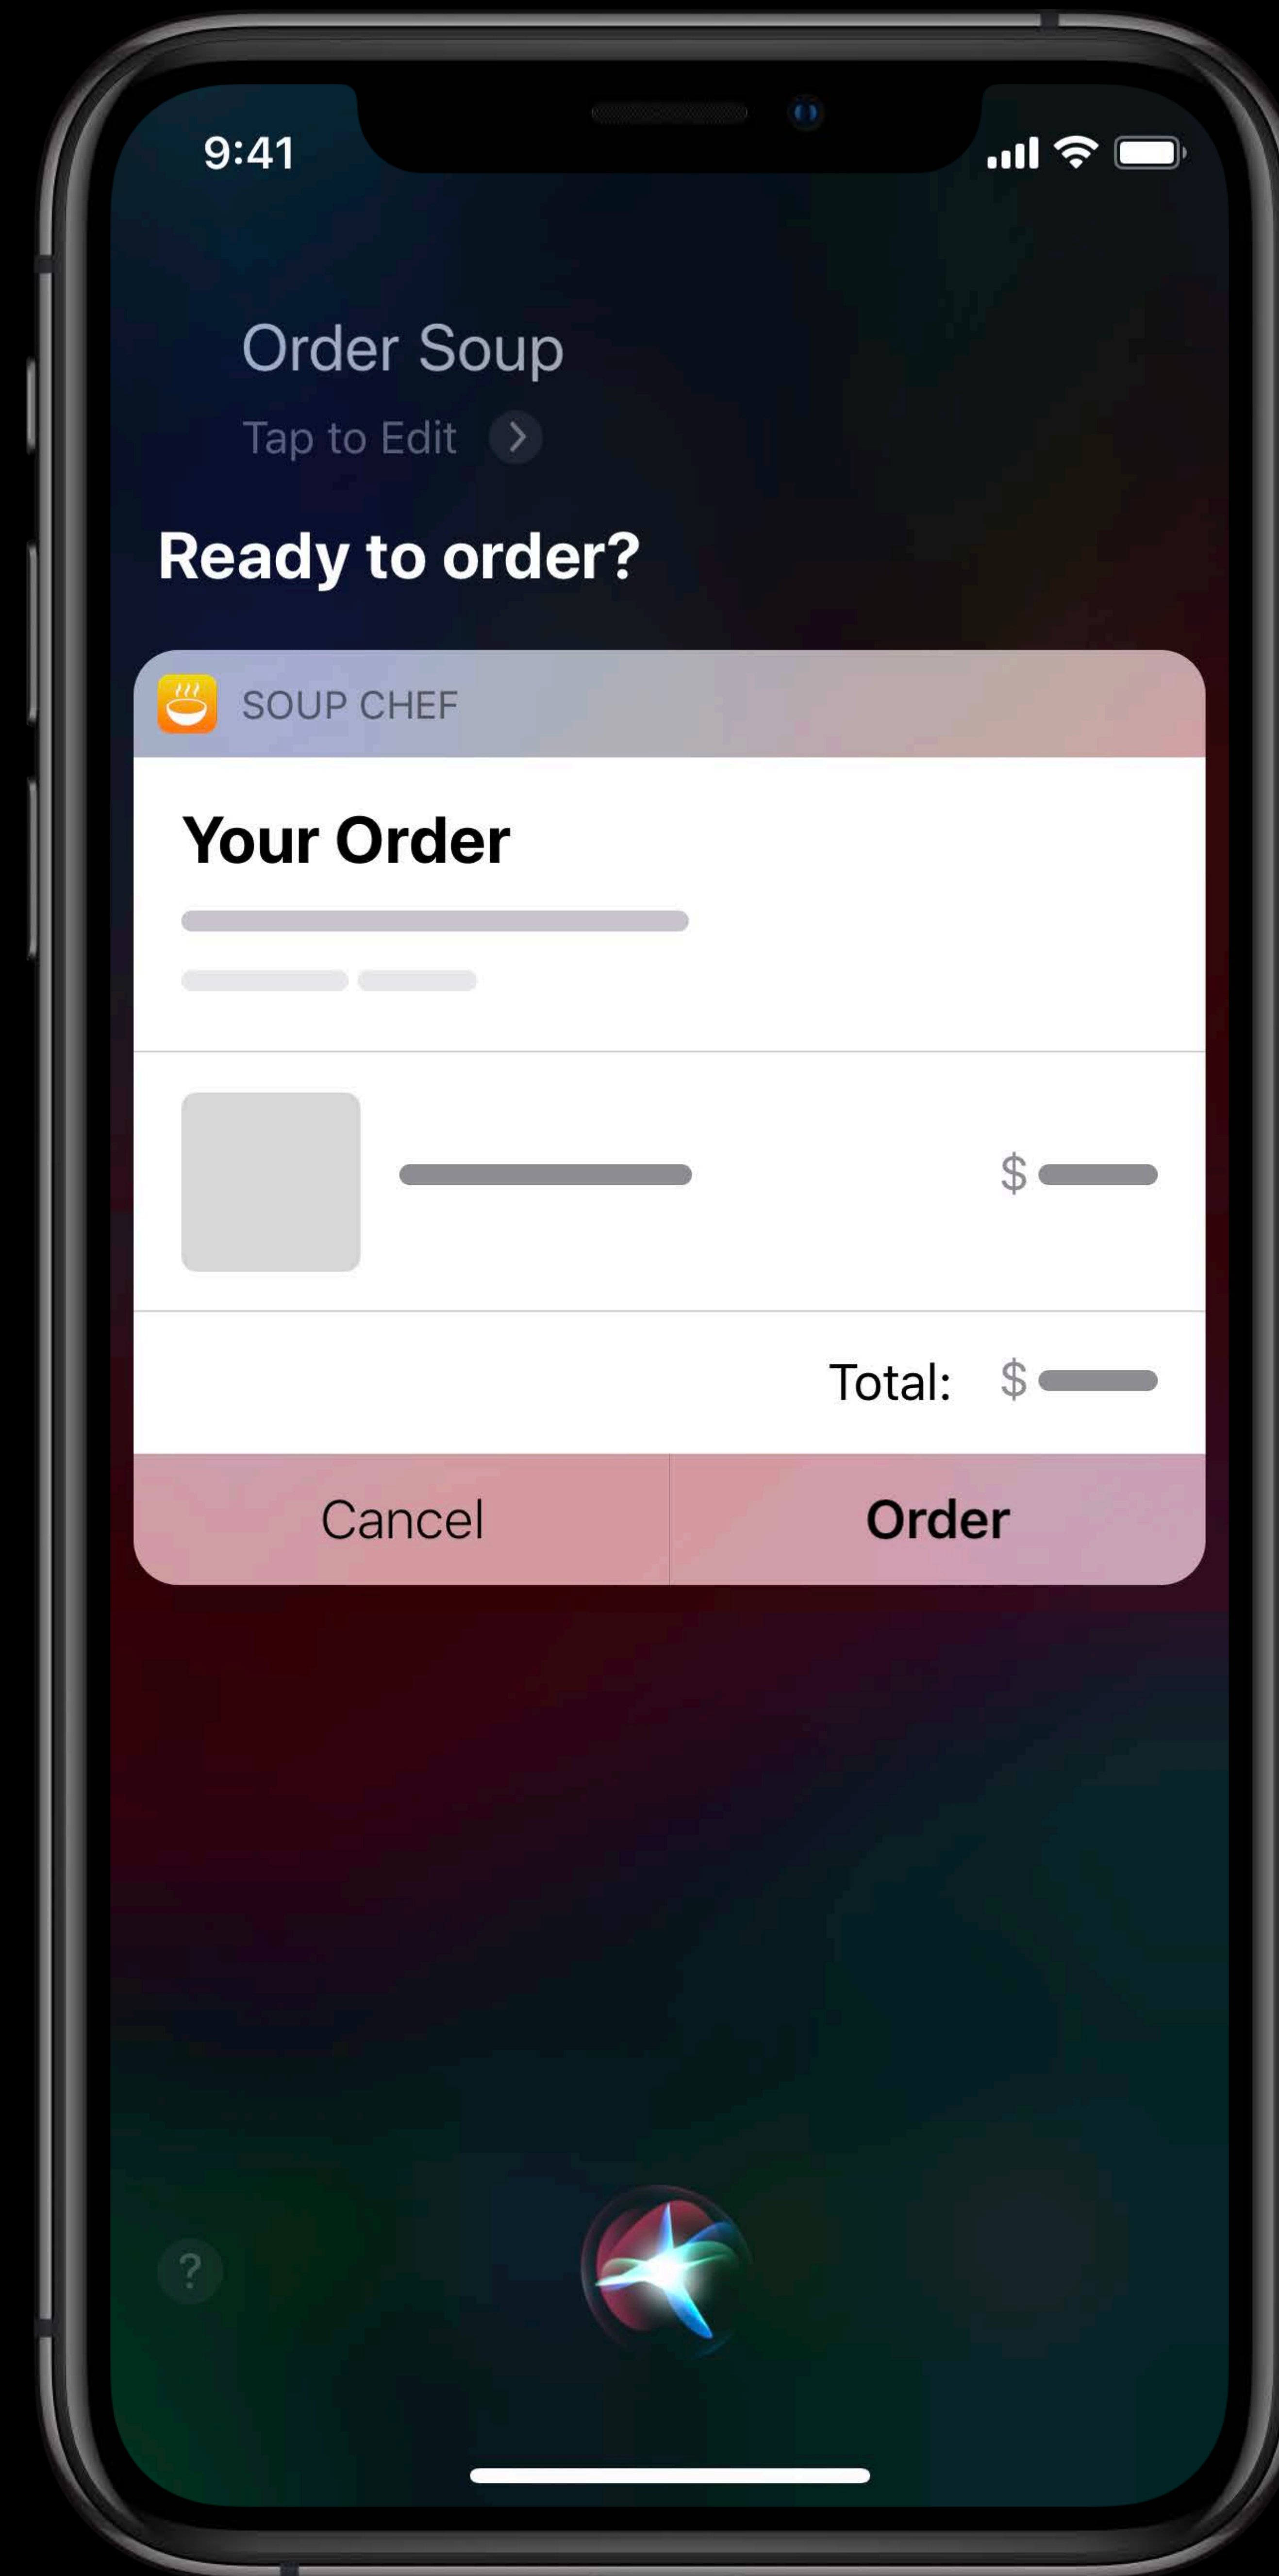 9:41
Order Soup
Tap to Edit
Ready to order?
SOUP CHEF
Your Order
$
Total: $
Cancel Order
?